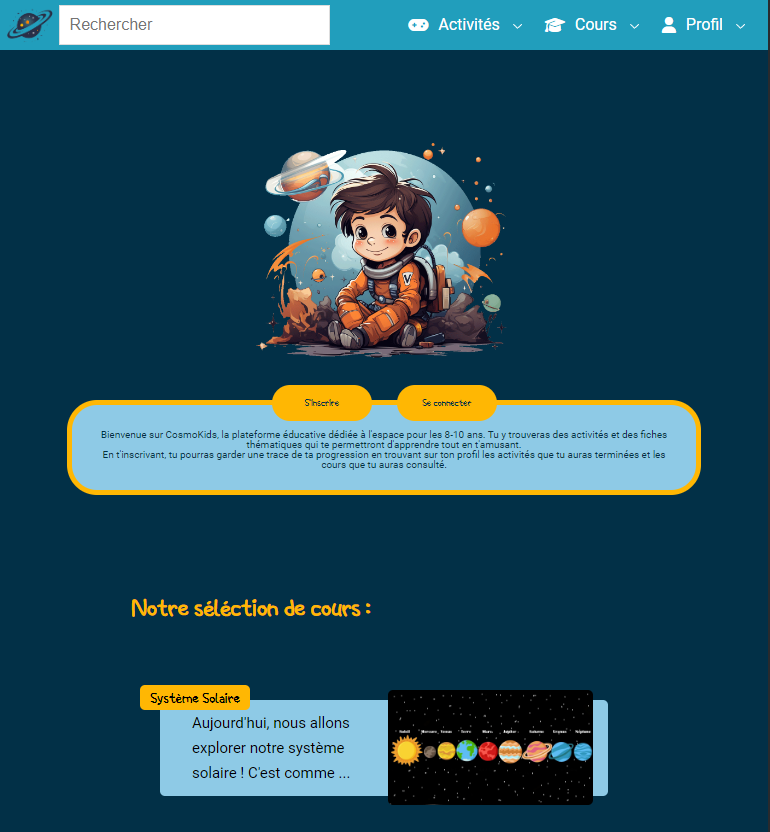 Rechercher
Activités
Cours
Profil
V
S'inscrire
Se connecter
Bienvenue sur CosmoKids, la plateforme éducative dédiée à l'espace pour les 8-10 ans. Tu y trouveras des activités et des fiches
thématiques qui te permettront d'apprendre tout en t'amusant.
En t'inscrivant, tu pourras garder une trace de ta progression en trouvant sur ton profil les activités que tu auras terminées et les
cours que tu auras consulté.
Notre séléction de cours :
Système Solaire
Aujourd'hui, nous allons
explorer notre système
solaire ! C'est comme ...
Soleil Mercure Venus Terre Mars Jupiter Saturne Uranus Neptune